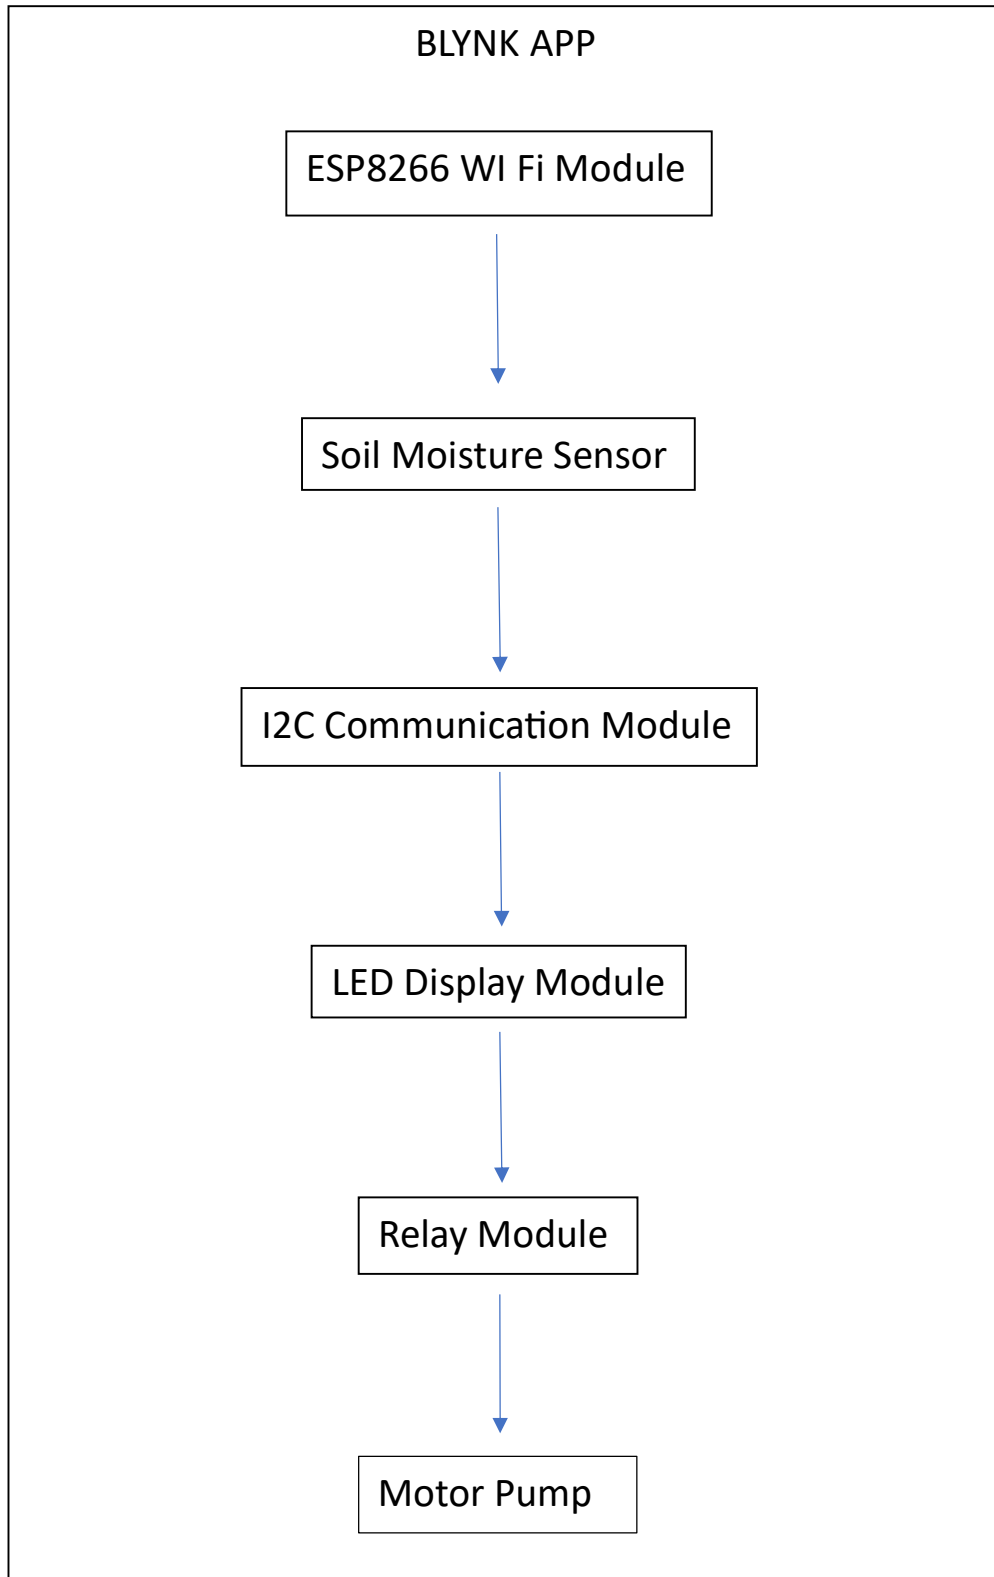 BLYNK APP
ESP8266 WI Fi Module
Soil Moisture Sensor
I2C Communication Module
LED Display Module
Relay Module
Motor Pump